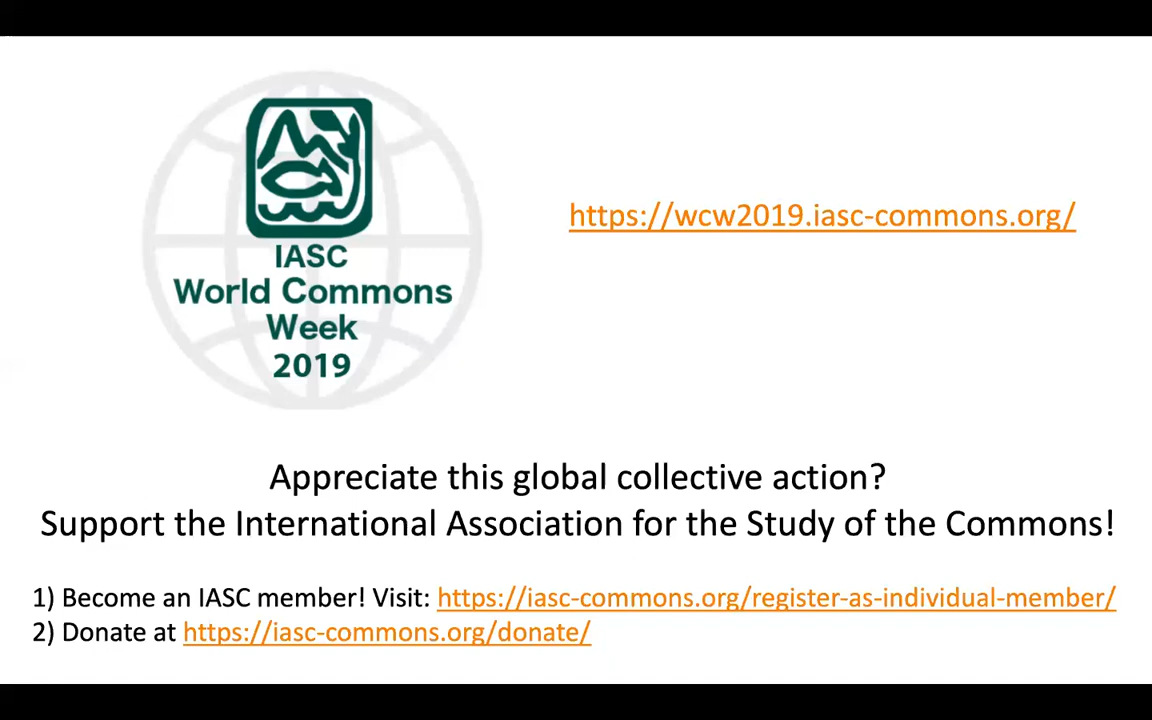 IASC
World Commons
Week
2019
https://wcw2019.iasc-commons.org/
Appreciate this global collective action?
Support the International Association for the Study of the Commons!
1) Become an IASC member! Visit: https://iasc-commons.org/register-as-individual-member/
2) Donate at https://iasc-commons.org/donate/